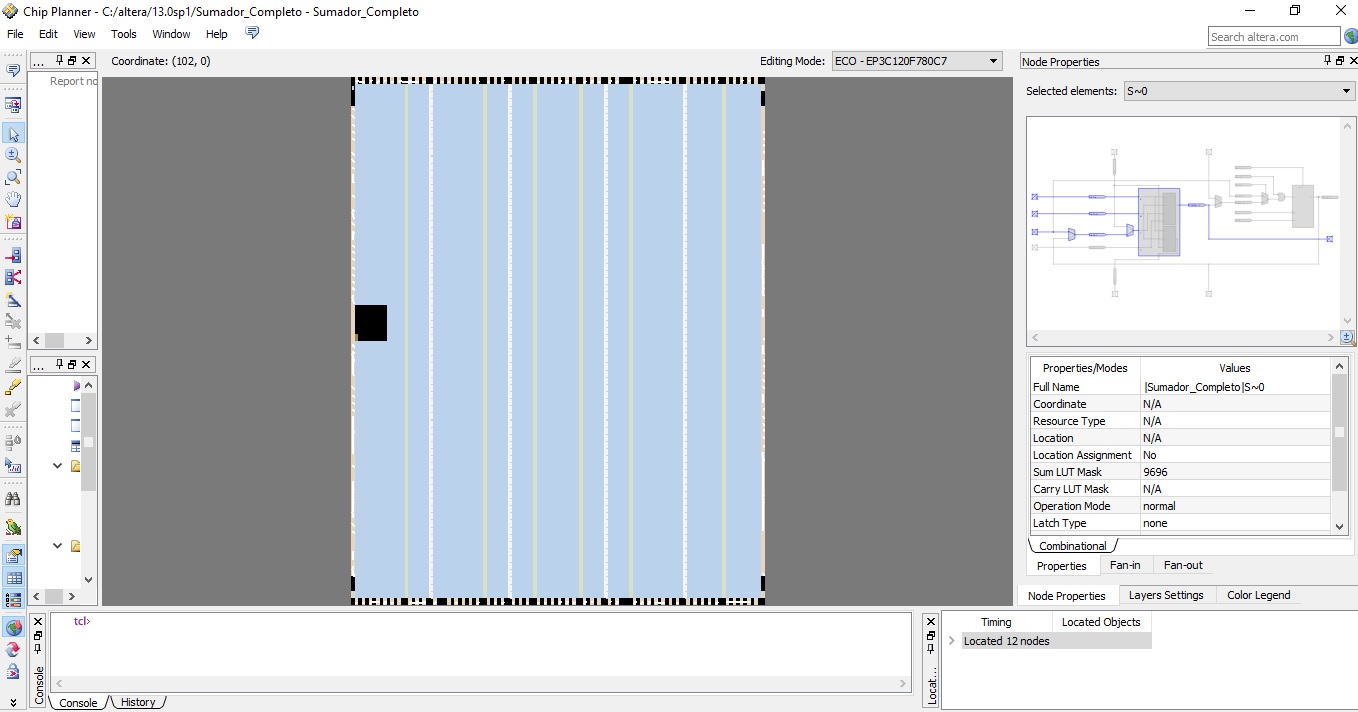 Chip Planner - C:/altera/13.0sp1/Sumador_Completo - Sumador_Completo
File Edit View Tools Window Help
Search altera.com
... Coordinate: (102, 0) Editing Mode: ECO - EP3C120F780C7 Node Properties
Report no
Selected elements: S~0
Properties/Modes Values
Full Name |Sumador_Completo|S~0
Coordinate N/A
Resource Type N/A
Location N/A
Location Assignment No
Sum LUT Mask 9696
Carry LUT Mask N/A
Operation Mode normal
Latch Type none
...
Combinational
Properties Fan-in Fan-out
Node Properties Layers Settings Color Legend
tcl>
Console
Console History
Locat...
Timing Located Objects
Located 12 nodes